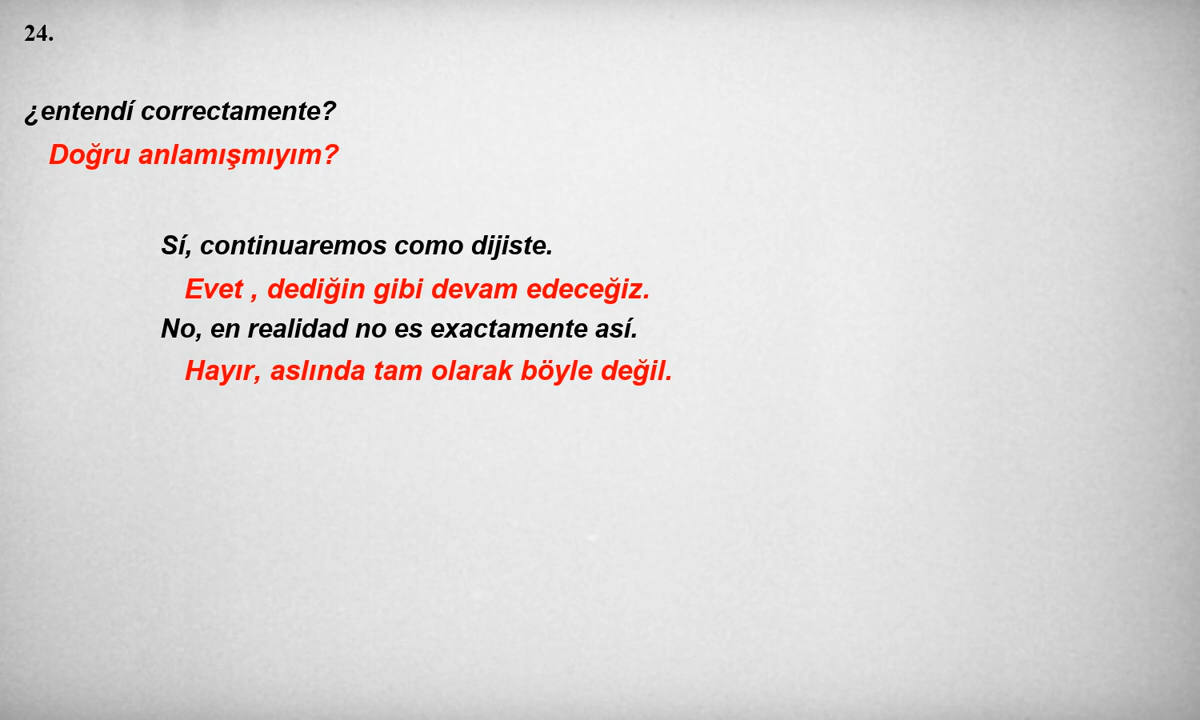 24.
¿entendí correctamente?
Doğru anlamışmıyım?
Sí, continuaremos como dijiste.
Evet , dediğin gibi devam edeceğiz.
No, en realidad no es exactamente así.
Hayır, aslında tam olarak böyle değil.